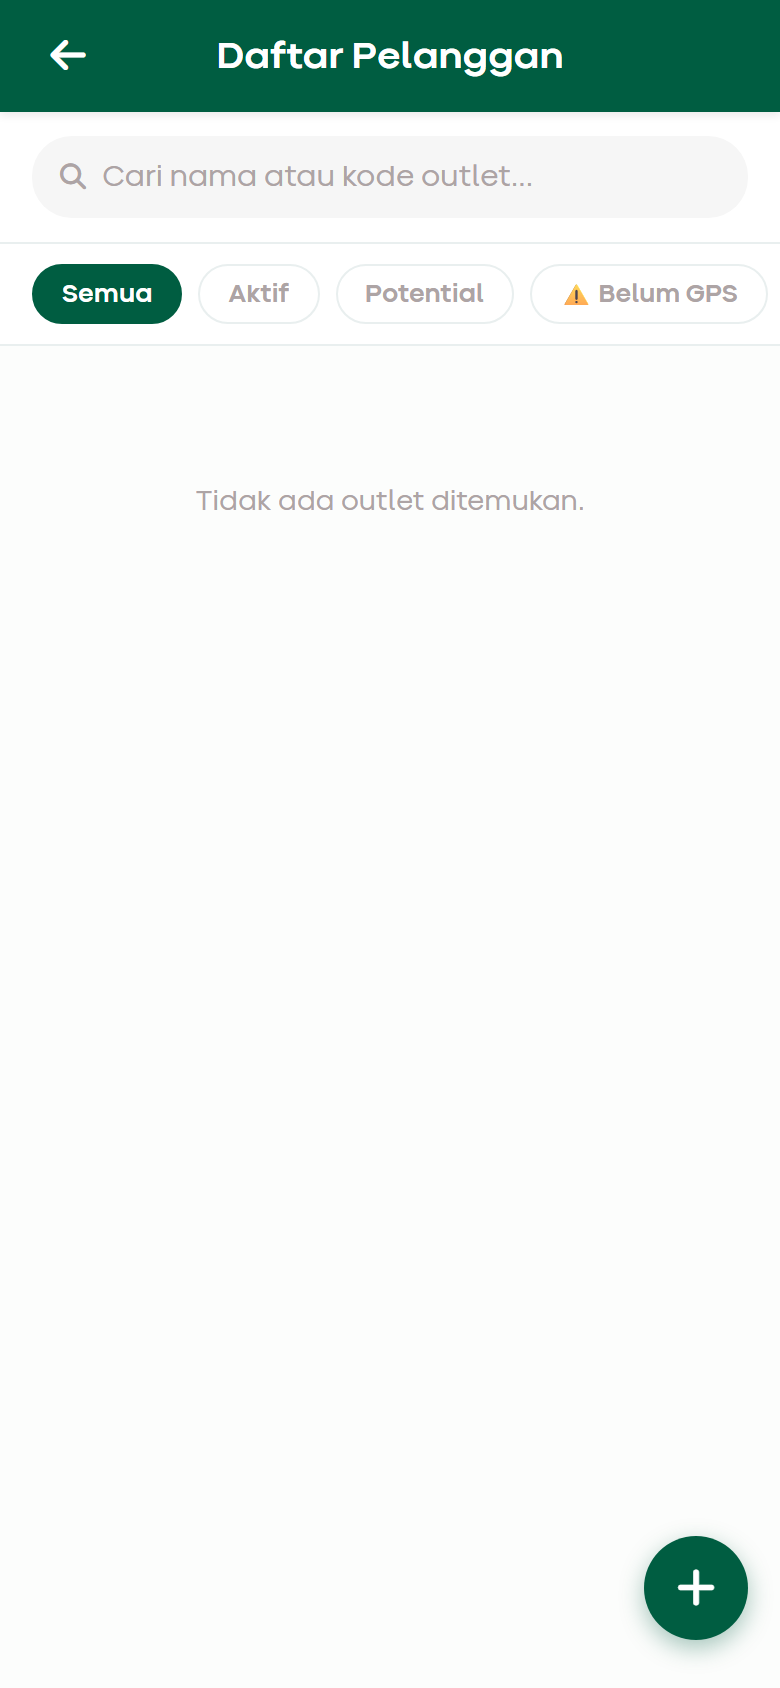 Daftar Pelanggan
Cari nama atau kode outlet...
Semua
Aktif
Potential
⚠️ Belum GPS
Tidak ada outlet ditemukan.